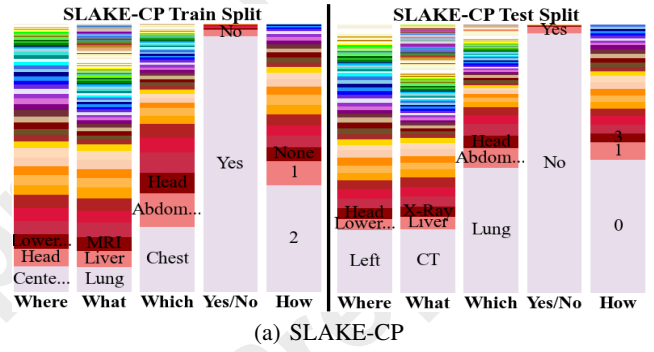 SLAKE-CP Train Split
No
Yes
None
Head
1
Abdom...
2
Lower...
MRI
Head
Liver
Chest
Cente...
Lung
Where What Which Yes/No How
SLAKE-CP Test Split
Yes
3
Head
1
Abdom...
No
Head
X-Ray
Lower...
Liver
Lung
0
Left
CT
Where What Which Yes/No How
(a) SLAKE-CP